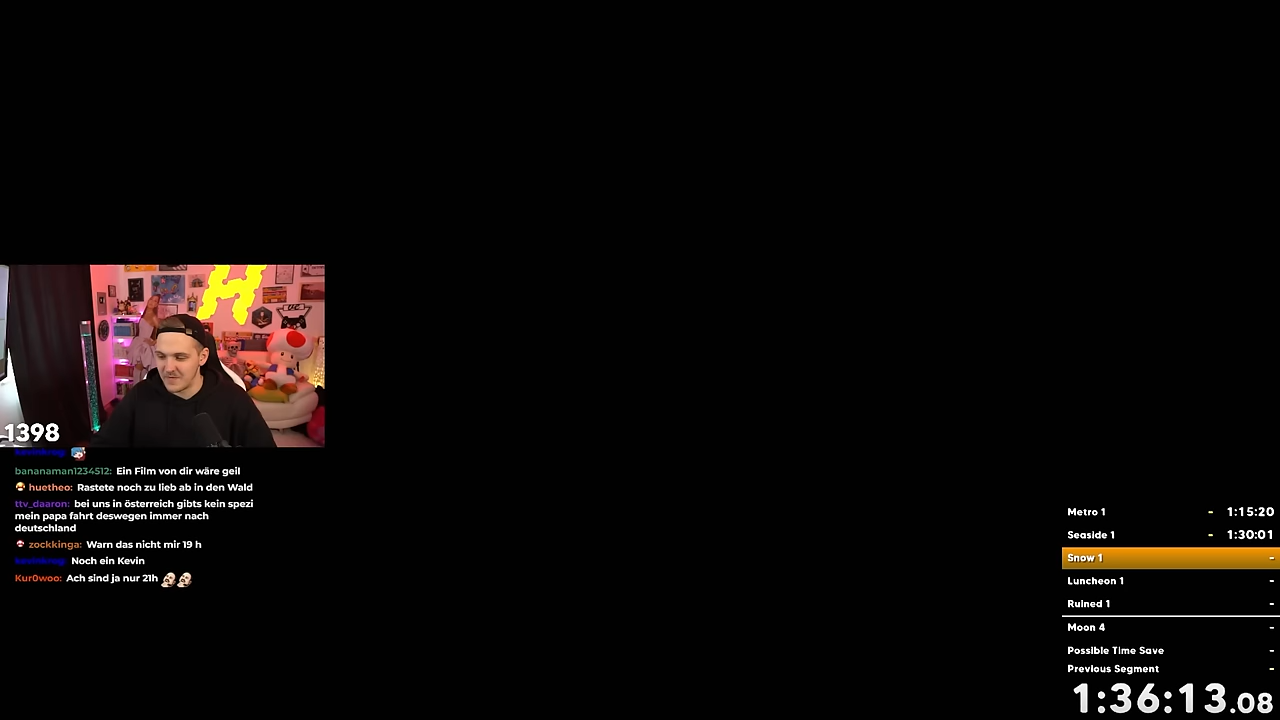 1398
bananaman1234512: Ein Film von dir wäre geil
huetheo: Rastete noch zu lieb ab in den Wald
ttv_daaron: bei uns in österreich gibts kein spezi
mein papa fahrt deswegen immer nach
deutschland
zockkinga: Warn das nicht mir 19 h
Noch ein Kevin
Kur0woo: Ach sind ja nur 21h
Metro 1 - 1:15:20
Seaside 1 - 1:30:01
Snow 1 -
Luncheon 1 -
Ruined 1 -
Moon 4 -
Possible Time Save -
Previous Segment -
1:36:13.08